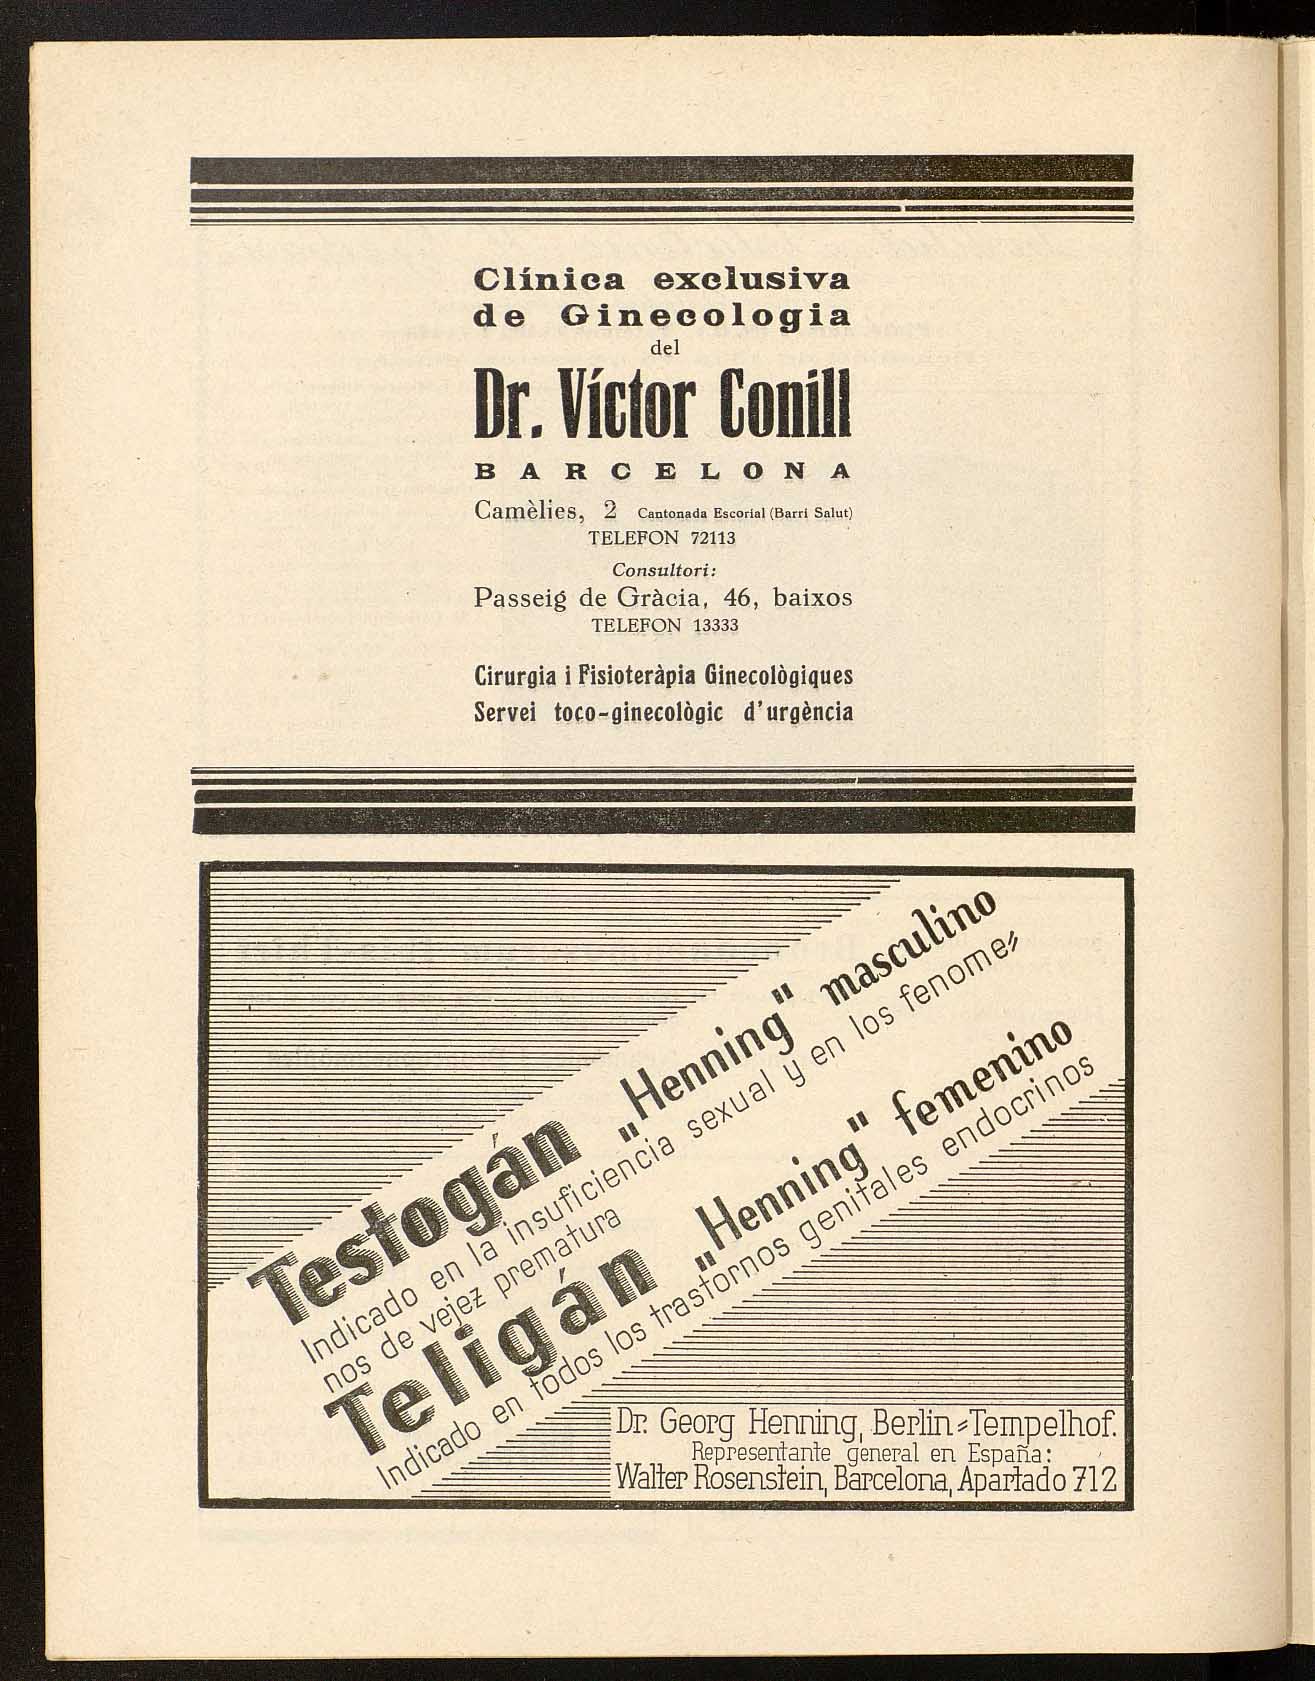 Clínica exclusiva
de Ginecologia
del
Dr. Víctor Conill
BARCELONA
Camèlies, 2 Cantonada Escorial (Barri Salut)
TELEFON 72113
Consultori:
Passeig de Gràcia, 46, baixos
TELEFON 13333
Cirurgia i Fisioteràpia Ginecològiques
Servei toco-ginecològic d'urgència
Testogán „Henning" masculino
Indicado en la insuficiencia sexual y en los fenome=
nos de vejez prematura
Teligán „Henning" femenino
Indicado en todos los trastornos genitales endocrinos
Dr. Georg Henning, Berlin=Tempelhof.
Representante general en España:
Walter Rosenstein, Barcelona, Apartado 712